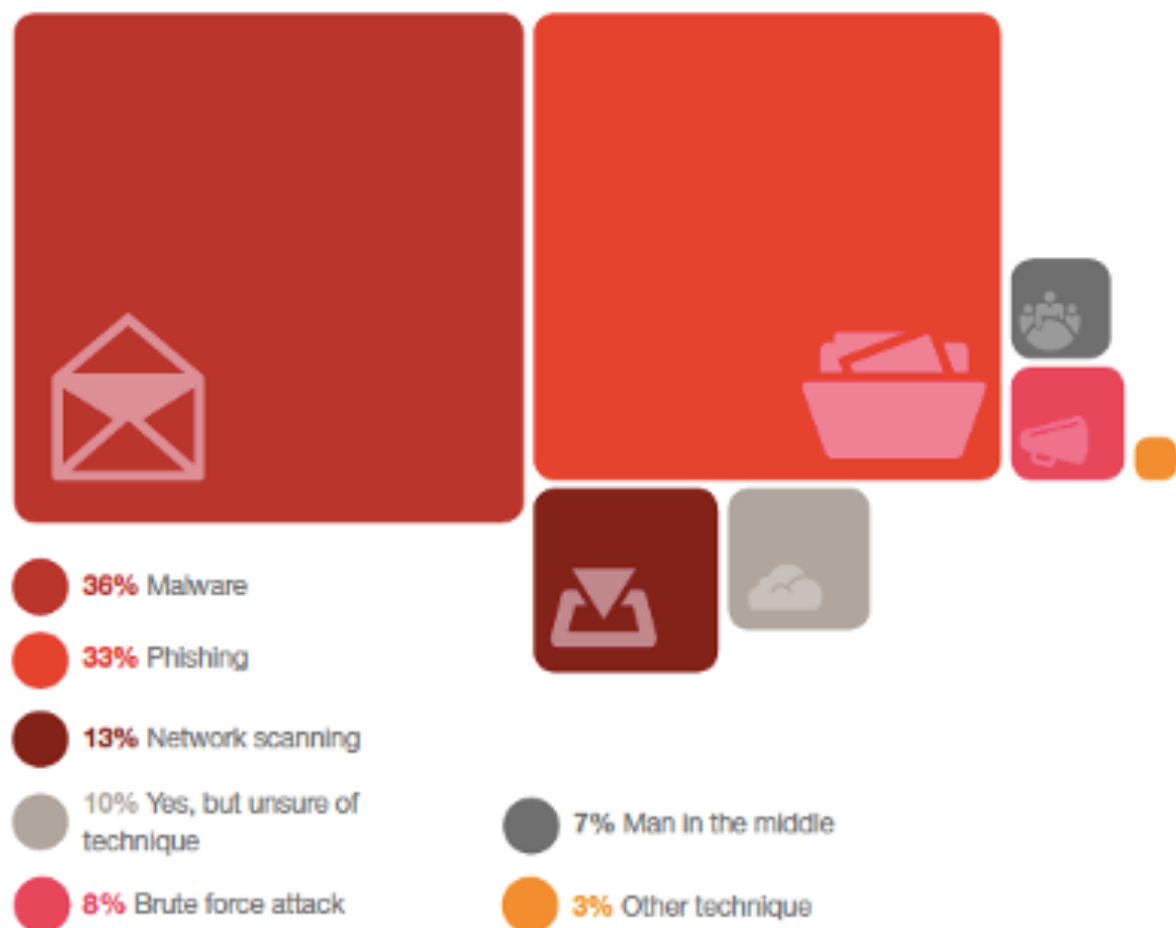 36% Malware
33% Phishing
13% Network scanning
10% Yes, but unsure of
technique
8% Brute force attack
7% Man in the middle
3% Other technique